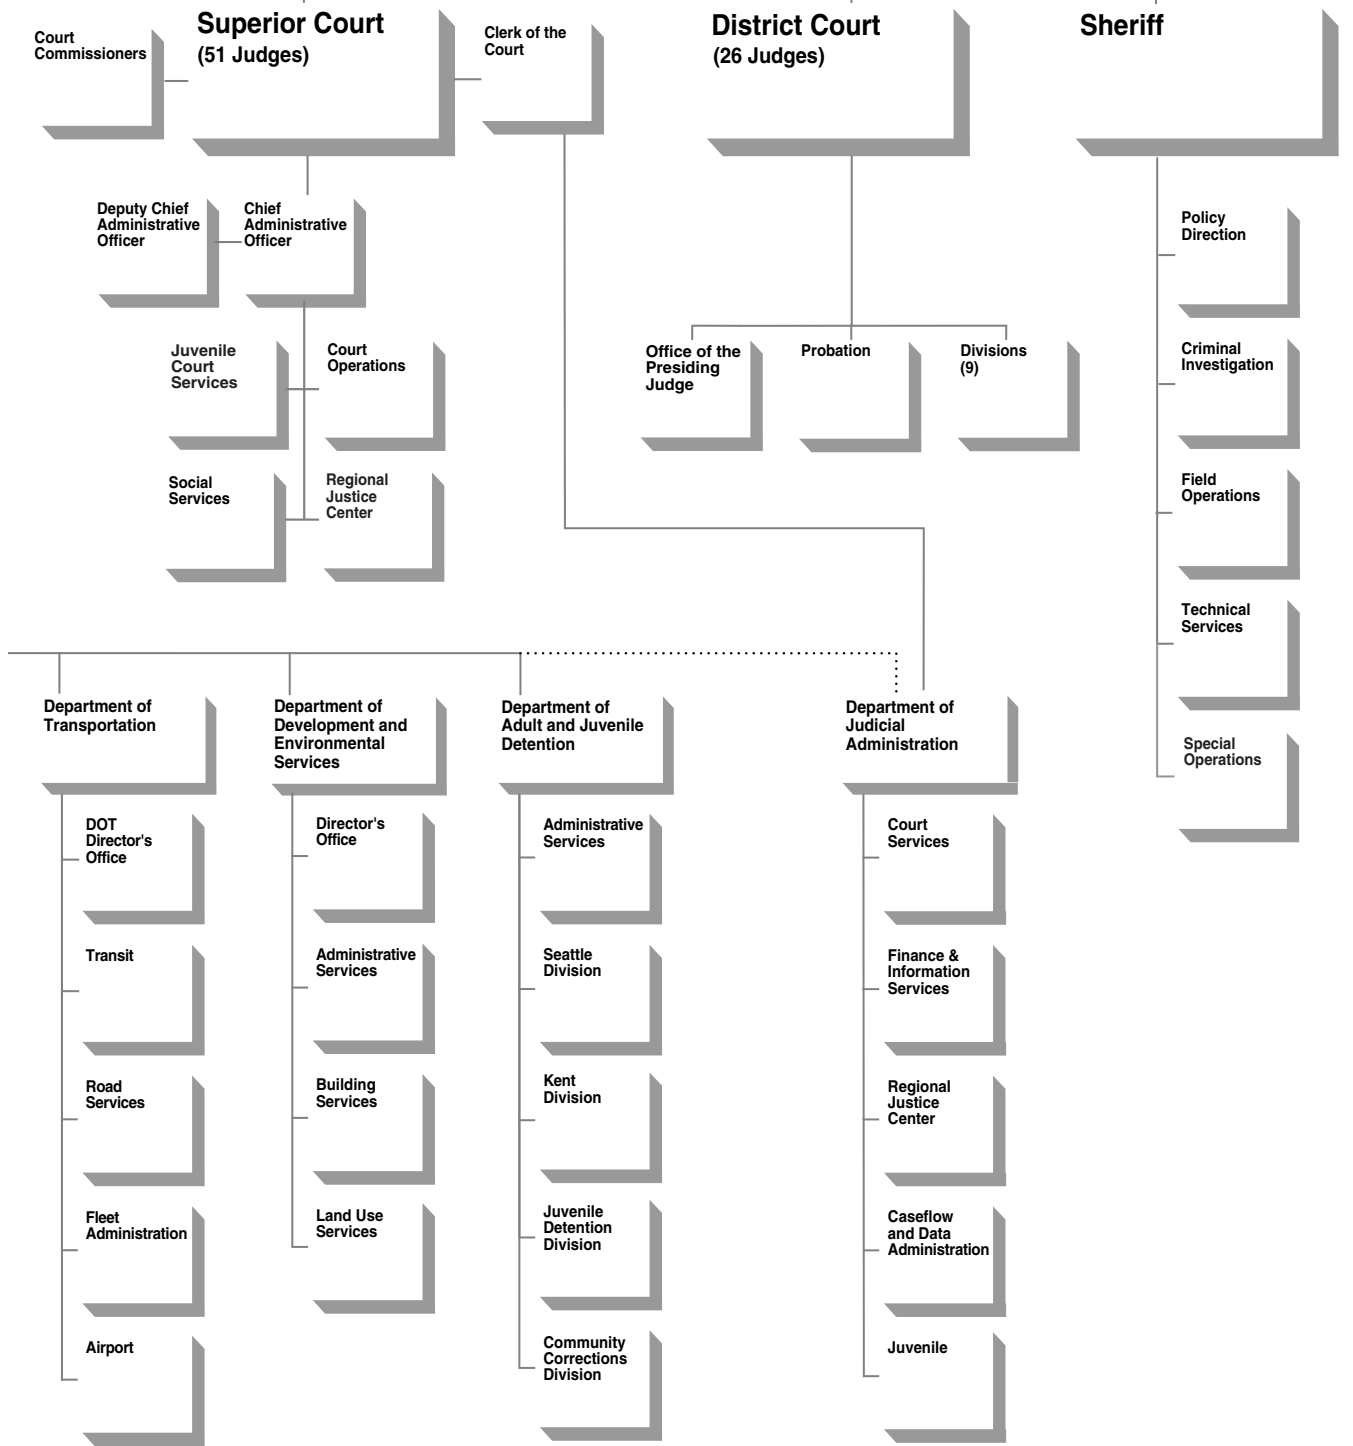 Court
Commissioners
Superior Court
(51 Judges)
Clerk of the
Court
District Court
(26 Judges)
Sheriff
Deputy Chief
Administrative
Officer
Chief
Administrative
Officer
Juvenile
Court
Services
Court
Operations
Social
Services
Regional
Justice
Center
Office of the
Presiding
Judge
Probation
Divisions
(9)
Policy
Direction
Criminal
Investigation
Field
Operations
Technical
Services
Special
Operations
Department of
Transportation
DOT
Director's
Office
Transit
Road
Services
Fleet
Administration
Airport
Department of
Development and
Environmental
Services
Director's
Office
Administrative
Services
Building
Services
Land Use
Services
Department of
Adult and Juvenile
Detention
Administrative
Services
Seattle
Division
Kent
Division
Juvenile
Detention
Division
Community
Corrections
Division
Department of
Judicial
Administration
Court
Services
Finance &
Information
Services
Regional
Justice
Center
Caseflow
and Data
Administration
Juvenile